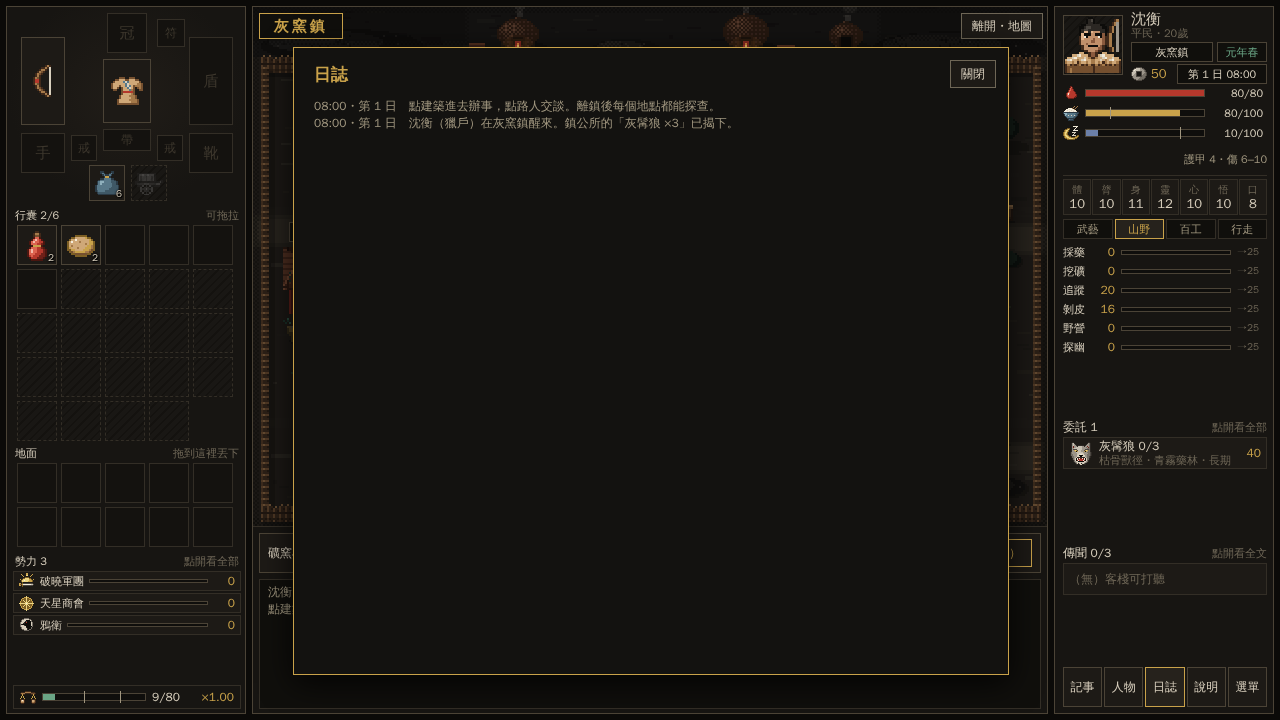 冠
符
盾
手
戒
帶
戒
靴
6
行囊 2/6
可拖拉
2
2
地面
拖到這裡丟下
勢力 3
點開看全部
破曉軍團
0
天星商會
0
鴉衛
0
9/80
×1.00
灰窯鎮
離開・地圖
日誌
關閉
08:00・第 1 日 點建築進去辦事，點路人交談。離鎮後每個地點都能探查。
08:00・第 1 日 沈衡（獵戶）在灰窯鎮醒來。鎮公所的「灰髯狼 ×3」已揭下。
礦窯
）
沈衡
點建
沈衡
平民・20歲
灰窯鎮
元年春
50
第 1 日 08:00
80/80
80/100
10/100
護甲 4・傷 6–10
體
膂
身
靈
心
悟
口
10
10
11
12
10
10
8
武藝
山野
百工
行走
採藥
0
→25
挖礦
0
→25
追蹤
20
→25
剝皮
16
→25
野營
0
→25
探幽
0
→25
委託 1
點開看全部
灰髯狼 0/3
枯骨獸徑・青霧藥林・長期
40
傳聞 0/3
點開看全文
（無）客棧可打聽
記事
人物
日誌
說明
選單